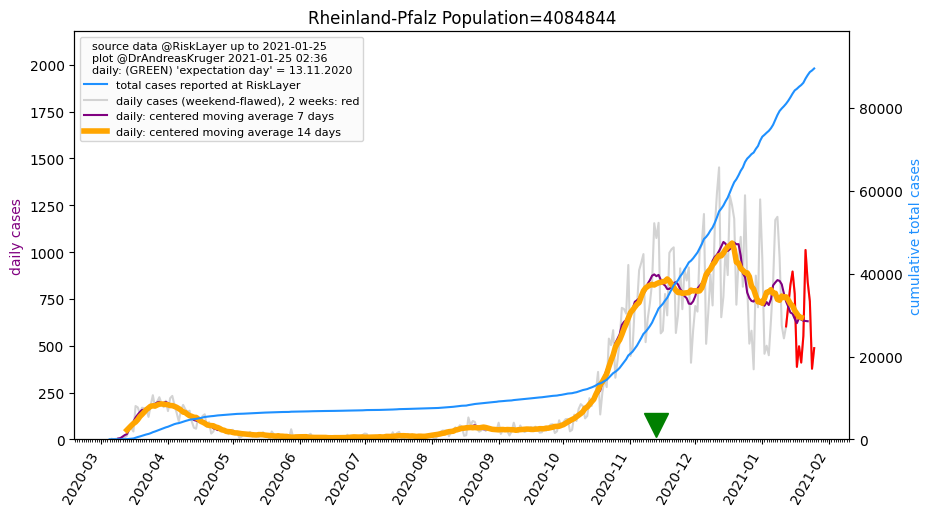 Rheinland-Pfalz Population=4084844
source data @RiskLayer up to 2021-01-25
plot @DrAndreasKruger 2021-01-25 02:36
daily: (GREEN) 'expectation day' = 13.11.2020
total cases reported at RiskLayer
daily cases (weekend-flawed), 2 weeks: red
daily: centered moving average 7 days
daily: centered moving average 14 days
daily cases
2000
1750
1500
1250
1000
750
500
250
0
80000
60000
40000
20000
0
cumulative total cases
2020-03
2020-04
2020-05
2020-06
2020-07
2020-08
2020-09
2020-10
2020-11
2020-12
2021-01
2021-02